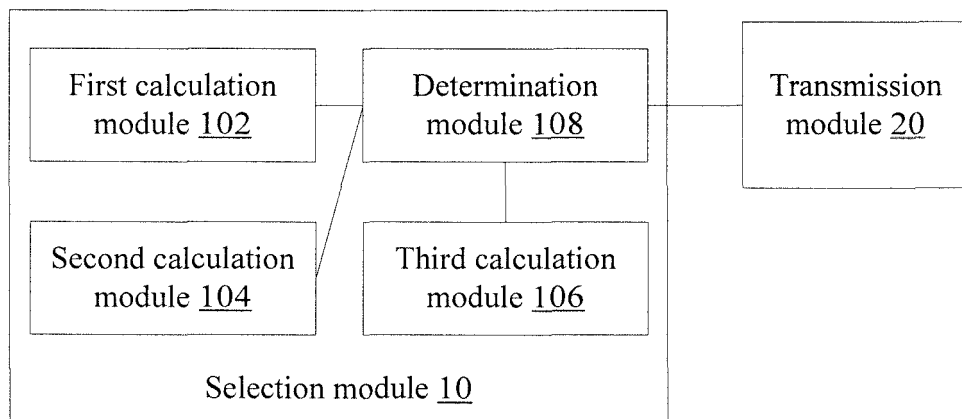 First calculation
module 102
Determination
module 108
Transmission
module 20
Second calculation
module 104
Third calculation
module 106
Selection module 10